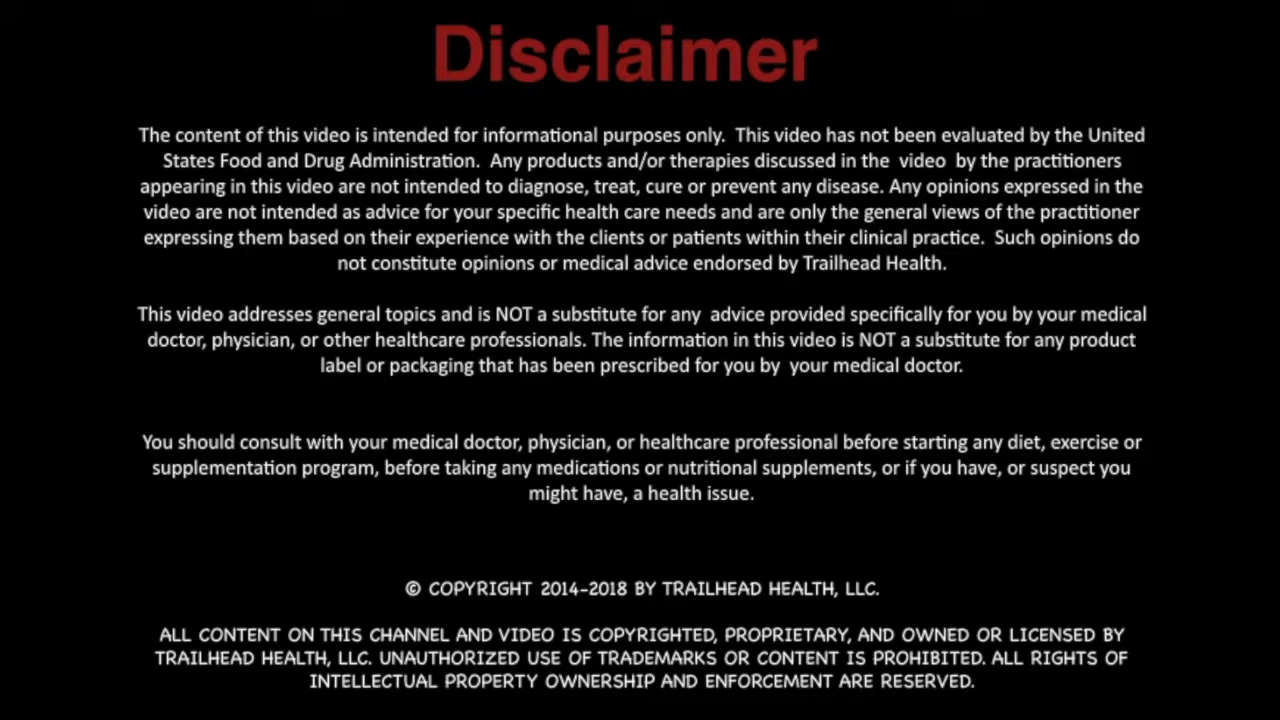 Disclaimer
The content of this video is intended for informational purposes only.  This video has not been evaluated by the United
States Food and Drug Administration.  Any products and/or therapies discussed in the  video  by the practitioners
appearing in this video are not intended to diagnose, treat, cure or prevent any disease. Any opinions expressed in the
video are not intended as advice for your specific health care needs and are only the general views of the practitioner
expressing them based on their experience with the clients or patients within their clinical practice.  Such opinions do
not constitute opinions or medical advice endorsed by Trailhead Health.
This video addresses general topics and is NOT a substitute for any  advice provided specifically for you by your medical
doctor, physician, or other healthcare professionals. The information in this video is NOT a substitute for any product
label or packaging that has been prescribed for you by  your medical doctor.
You should consult with your medical doctor, physician, or healthcare professional before starting any diet, exercise or
supplementation program, before taking any medications or nutritional supplements, or if you have, or suspect you
might have, a health issue.
© COPYRIGHT 2014-2018 BY TRAILHEAD HEALTH, LLC.
ALL CONTENT ON THIS CHANNEL AND VIDEO IS COPYRIGHTED, PROPRIETARY, AND OWNED OR LICENSED BY
TRAILHEAD HEALTH, LLC. UNAUTHORIZED USE OF TRADEMARKS OR CONTENT IS PROHIBITED. ALL RIGHTS OF
INTELLECTUAL PROPERTY OWNERSHIP AND ENFORCEMENT ARE RESERVED.